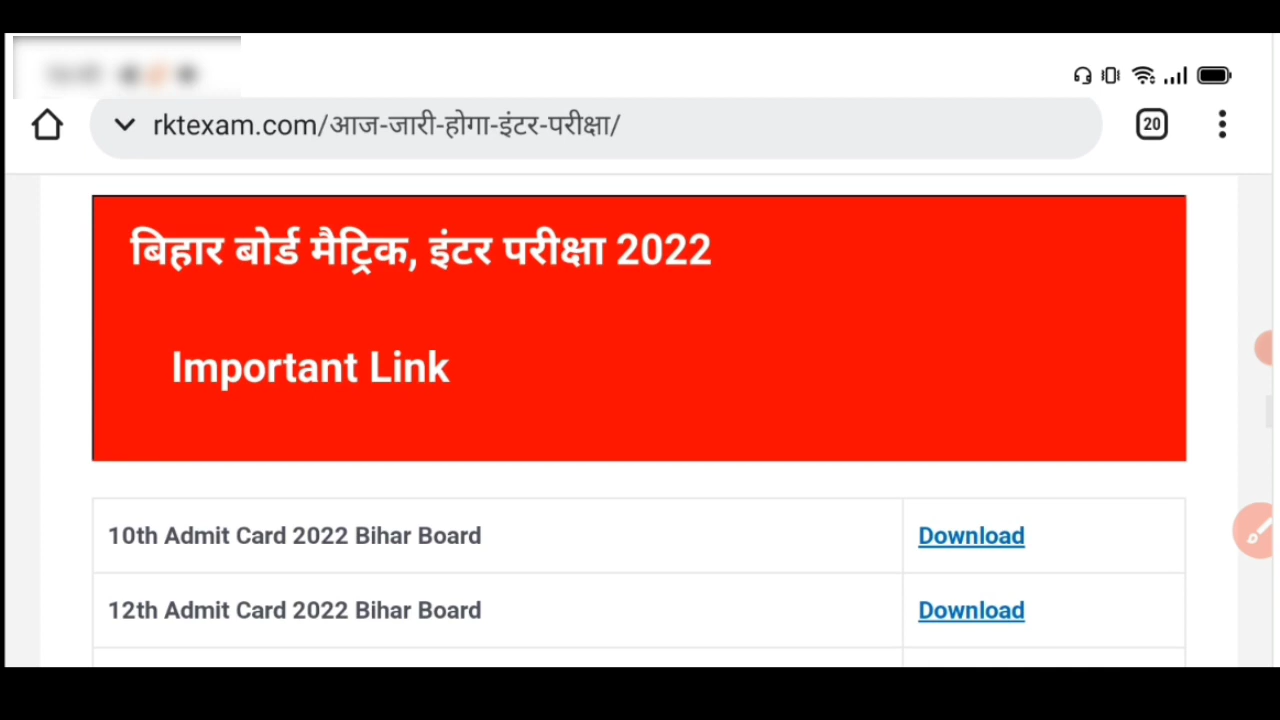 rktexam.com/आज-जारी-होगा-इंटर-परीक्षा/
20
बिहार बोर्ड मैट्रिक, इंटर परीक्षा 2022
Important Link
10th Admit Card 2022 Bihar Board Download
12th Admit Card 2022 Bihar Board Download